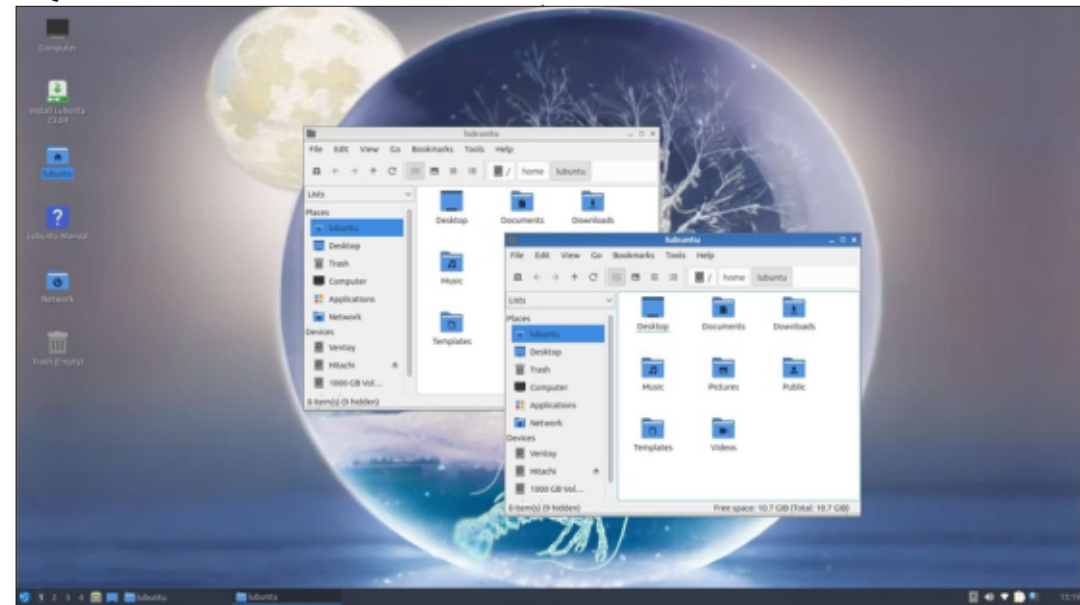 Computer
Install Lubuntu
23.04
lubuntu
Lubuntu Manual
Network
Trash (Empty)
lubuntu
File Edit View Go Bookmarks Tools Help
/ home lubuntu
Lists
Places
lubuntu
Desktop
Trash
Computer
Applications
Network
Devices
Ventoy
Hitachi
1000 GB Vol...
Desktop Documents Downloads
Music
Templates
8 item(s) (9 hidden)
lubuntu
File Edit View Go Bookmarks Tools Help
/ home lubuntu
Lists
Places
lubuntu
Desktop
Trash
Computer
Applications
Network
Devices
Ventoy
Hitachi
1000 GB Vol...
Desktop Documents Downloads
Music Pictures Public
Templates Videos
8 item(s) (9 hidden) Free space: 10.7 GiB (Total: 10.7 GiB)
1 2 3 4 lubuntu lubuntu